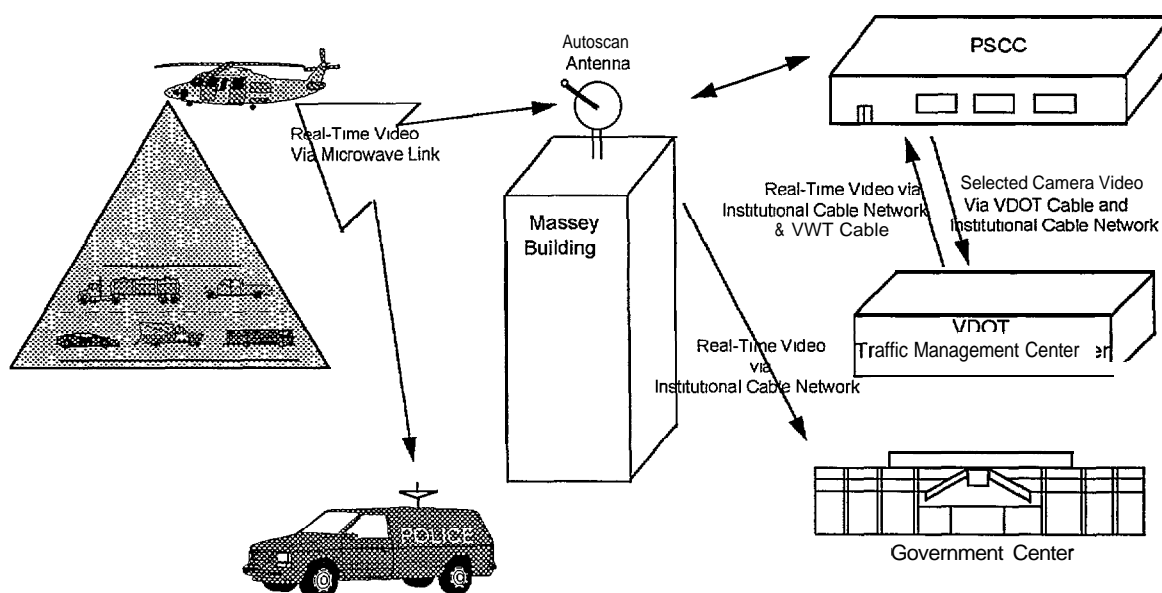 Autoscan
Antenna
PSCC
Real-Time Video
Via Microwave Link
Massey
Building
Real-Time Video via
Institutional Cable Network
& VWT Cable
Selected Camera Video
Via VDOT Cable and
Institutional Cable Network
VDOT
Traffic Management Center
Real-Time Video
via
Institutional Cable Network
POLICE
Government Center